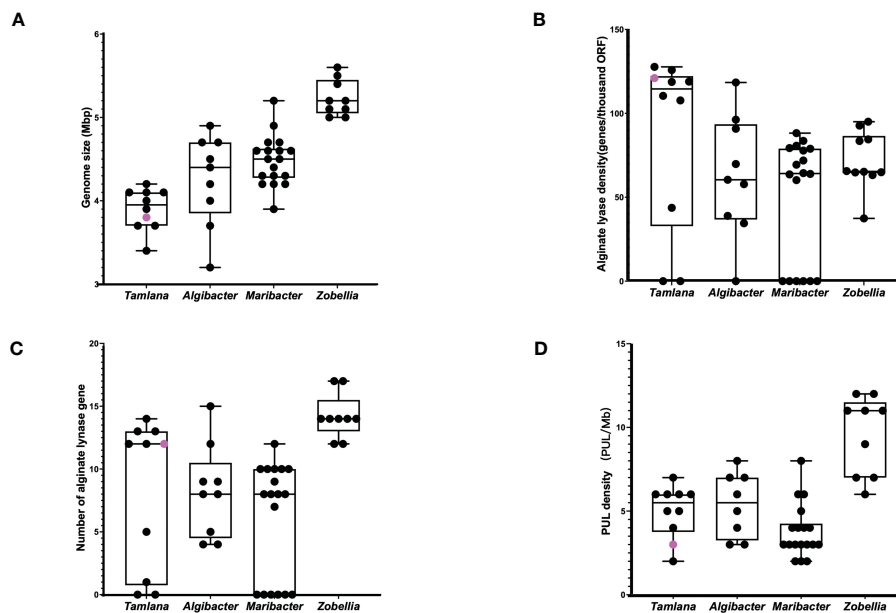 A
Genome size (Mbp)
6
5
4
3
Tamlana Algibacter Maribacter Zobellia
B
Alginate lyase density(genes/thousand ORF)
150
100
50
0
Tamlana Algibacter Maribacter Zobellia
C
Number of alginate lynase gene
20
15
10
5
0
Tamlana Algibacter Maribacter Zobellia
D
PUL density (PUL/Mb)
15
10
5
0
Tamlana Algibacter Maribacter Zobellia